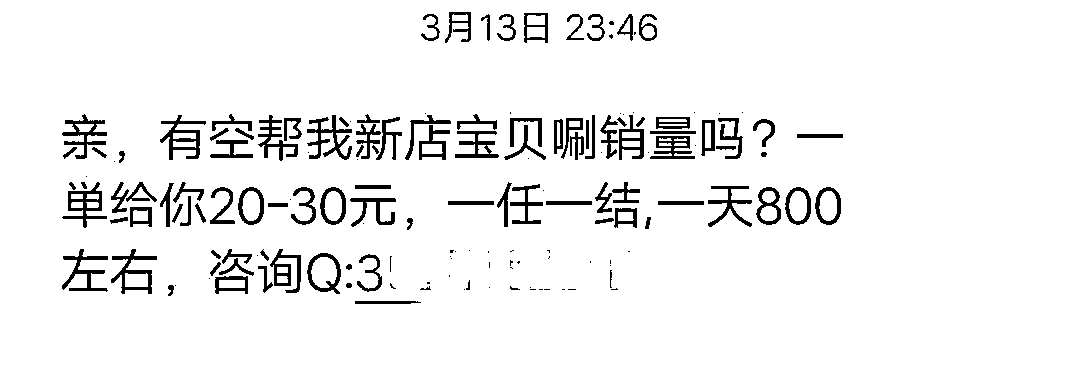 3月13日 23:46
亲，有空帮我新店宝贝唰销量吗？一
単给你20-30元，一任一结,一天800
左右，咨询Q:3